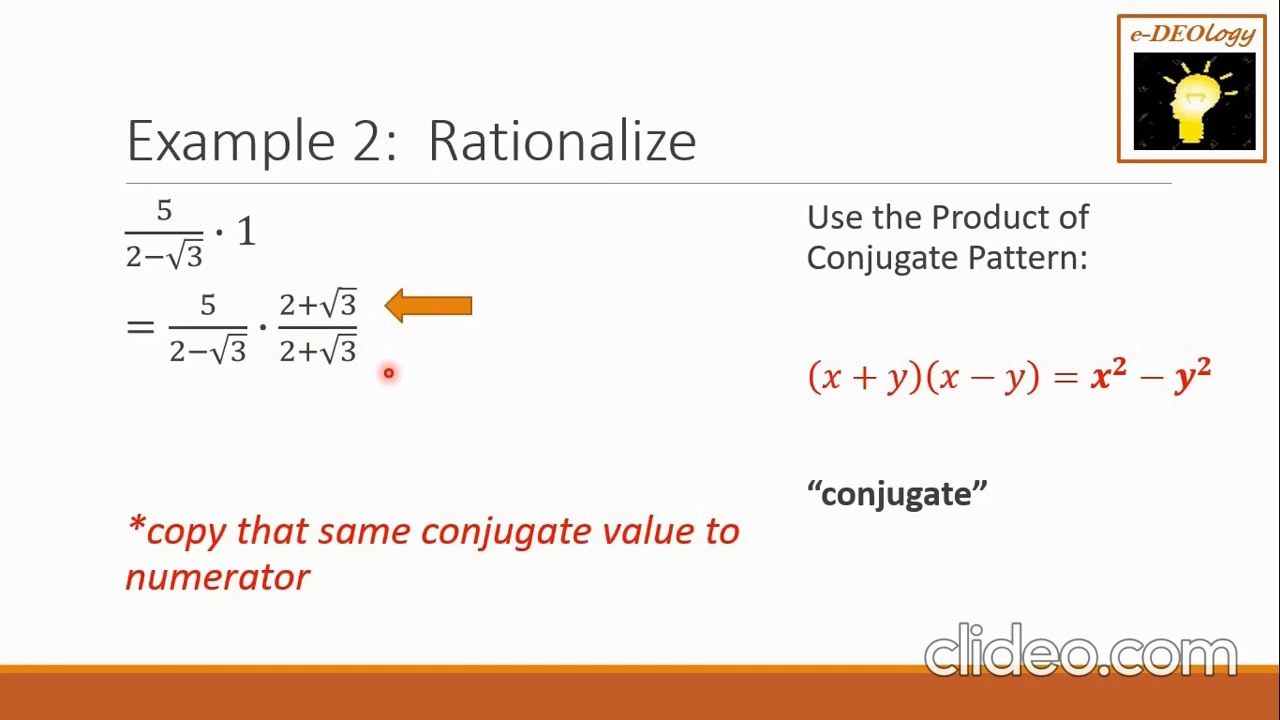 e-DEOlogy
Example 2: Rationalize
5/(2−√3) · 1
= 5/(2−√3) · (2+√3)/(2+√3)
*copy that same conjugate value to
numerator
Use the Product of
Conjugate Pattern:
(x + y)(x − y) = x² − y²
“conjugate”
clideo.com